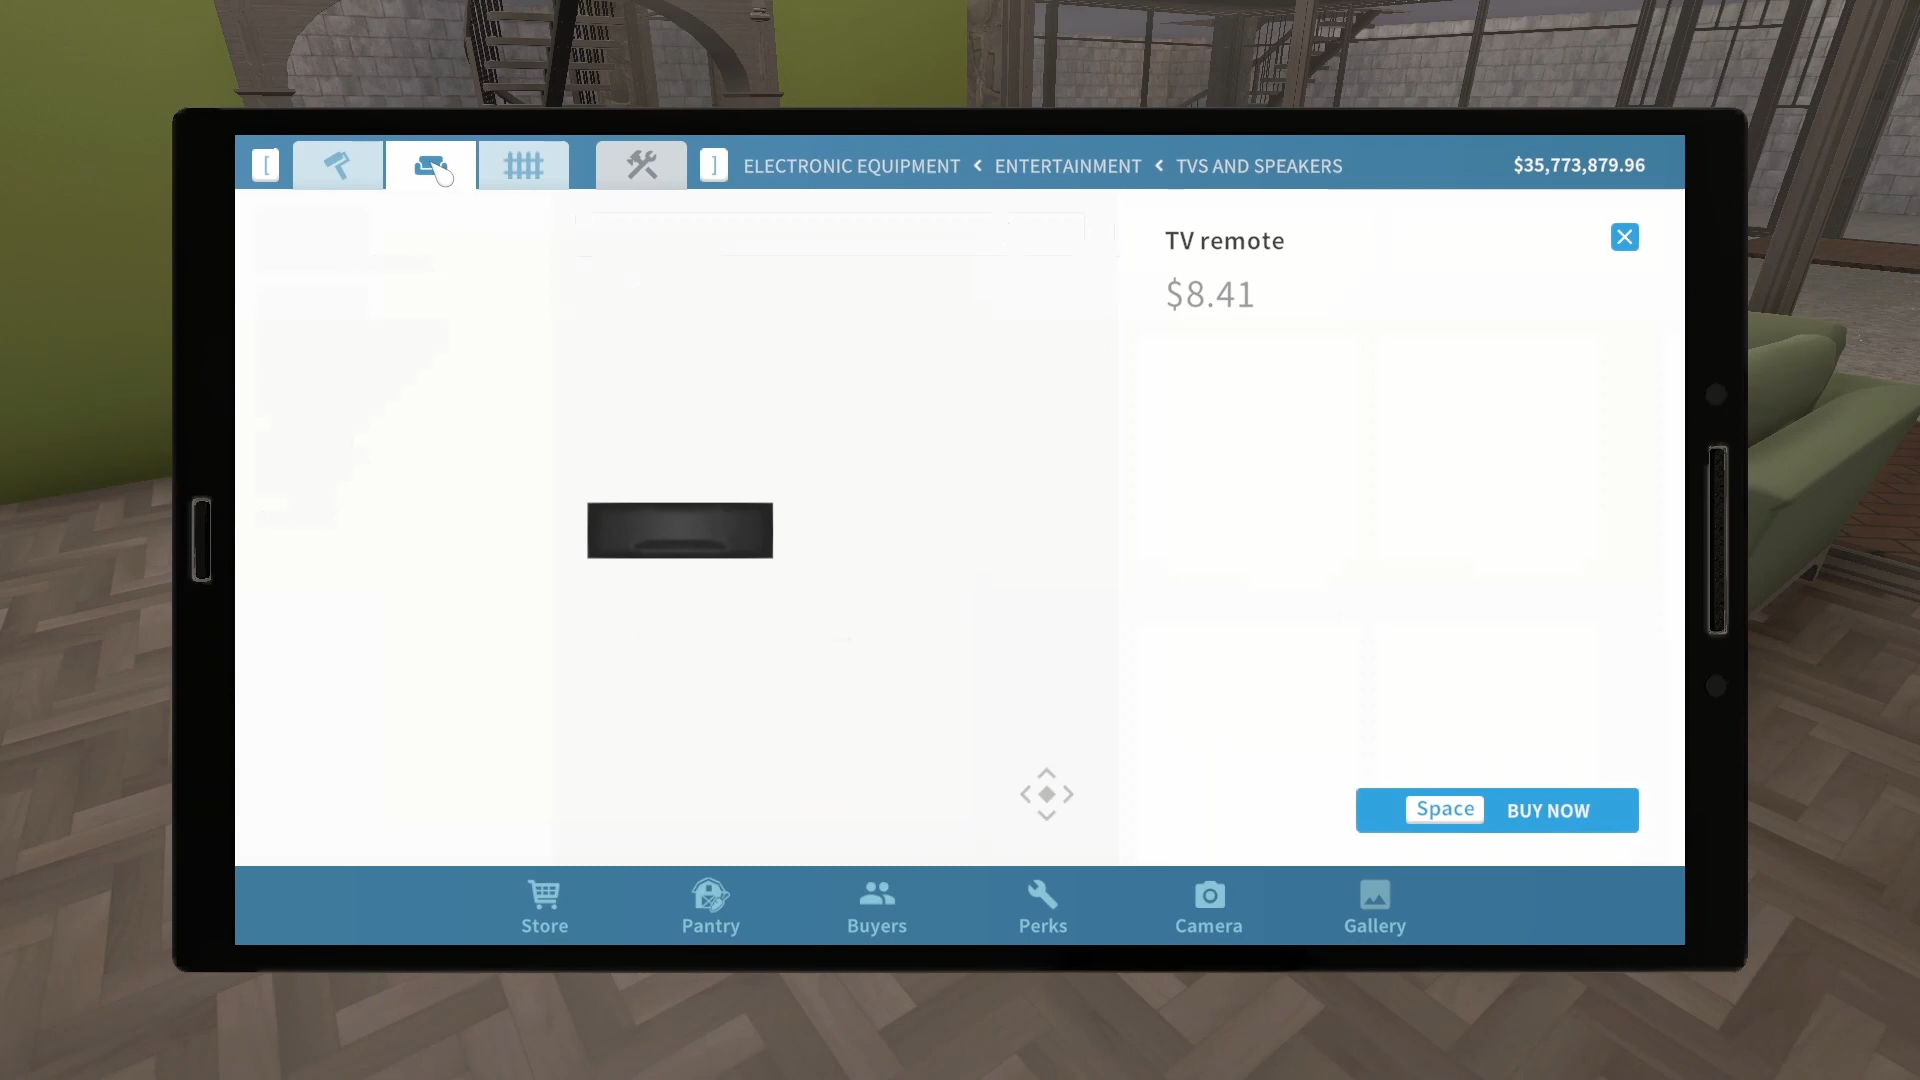 [
] ELECTRONIC EQUIPMENT < ENTERTAINMENT < TVS AND SPEAKERS
$35,773,879.96
TV remote
$8.41
Space BUY NOW
Store
Pantry
Buyers
Perks
Camera
Gallery